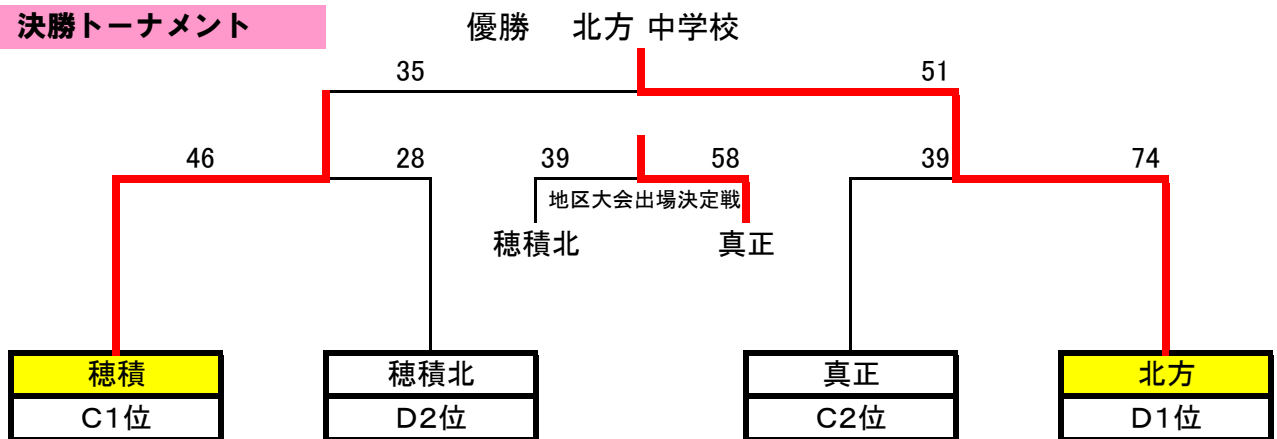 決勝トーナメント 優勝 北方 中学校
35 51
46 28 39 58 39 74
地区大会出場決定戦
穂積北 真正
穂積 穂積北 真正 北方
C1位 D2位 C2位 D1位